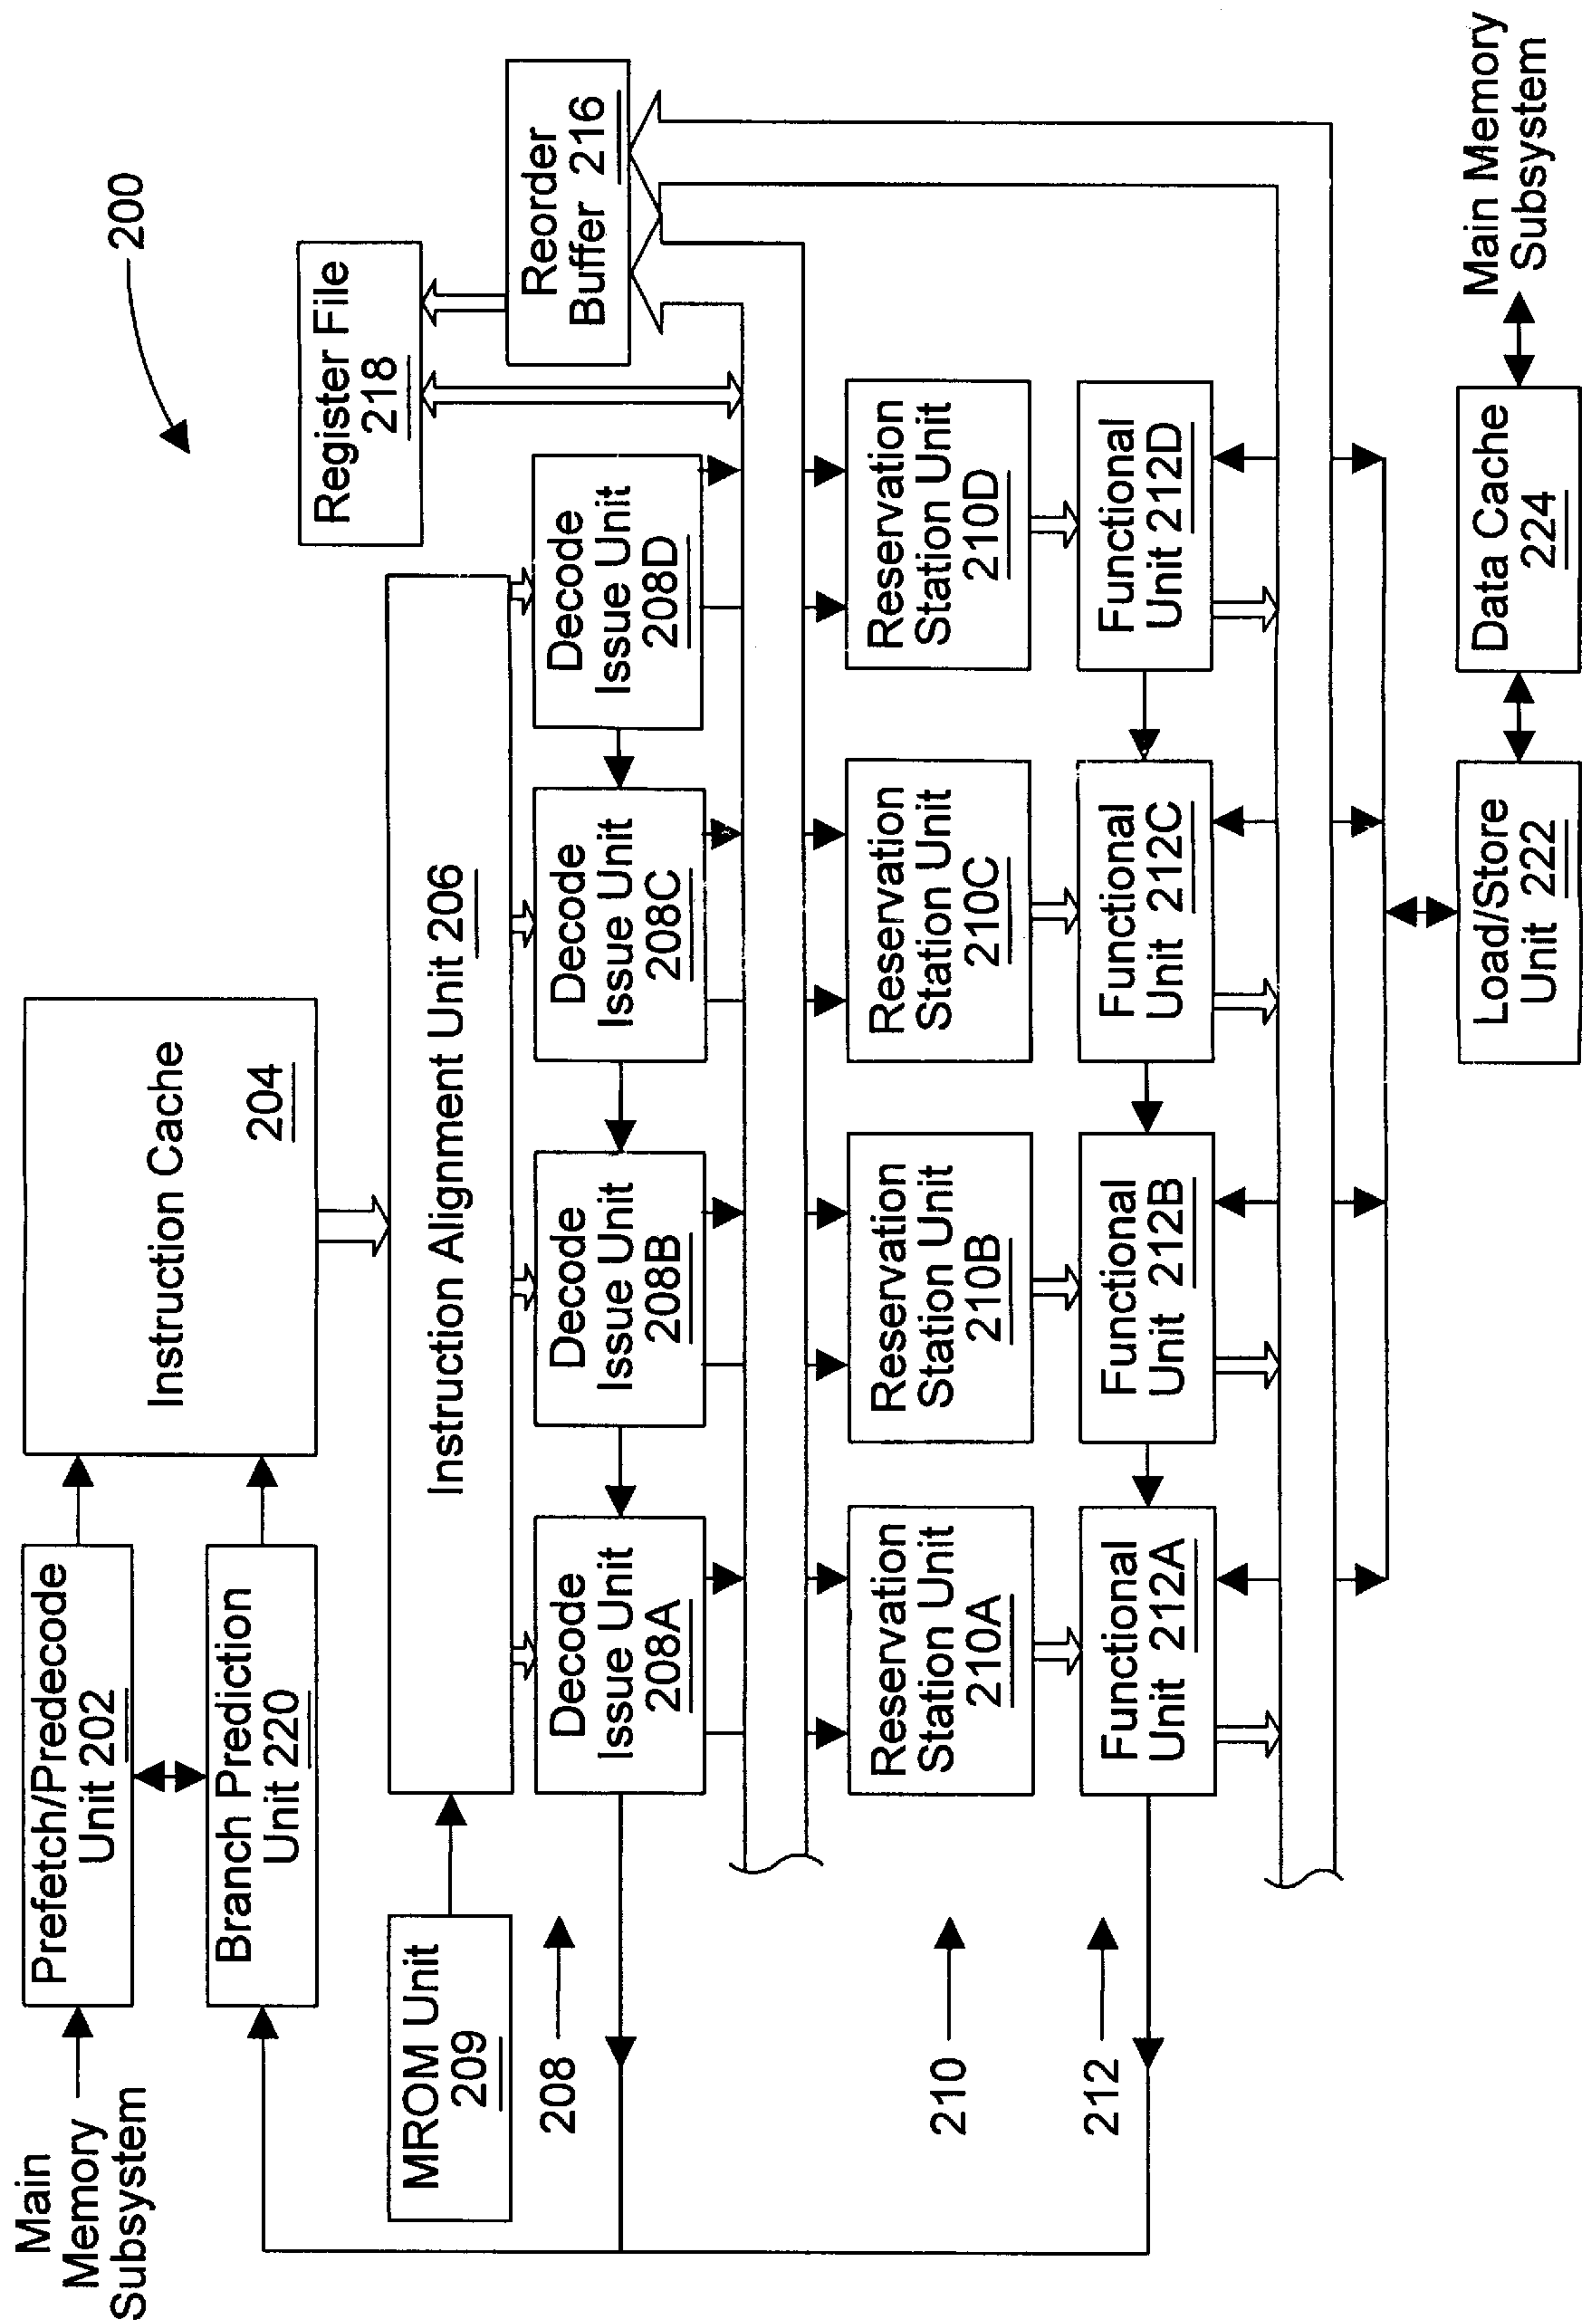 Main
Memory
Subsystem
Prefetch/Predecode
Unit 202
Branch Prediction
Unit 220
Instruction Cache
204
200
Register File
218
Reorder
Buffer 216
MROM Unit
209
Instruction Alignment Unit 206
208
Decode
Issue Unit
208A
Decode
Issue Unit
208B
Decode
Issue Unit
208C
Decode
Issue Unit
208D
210
Reservation
Station Unit
210A
Reservation
Station Unit
210B
Reservation
Station Unit
210C
Reservation
Station Unit
210D
212
Functional
Unit 212A
Functional
Unit 212B
Functional
Unit 212C
Functional
Unit 212D
Load/Store
Unit 222
Data Cache
224
Main Memory
Subsystem